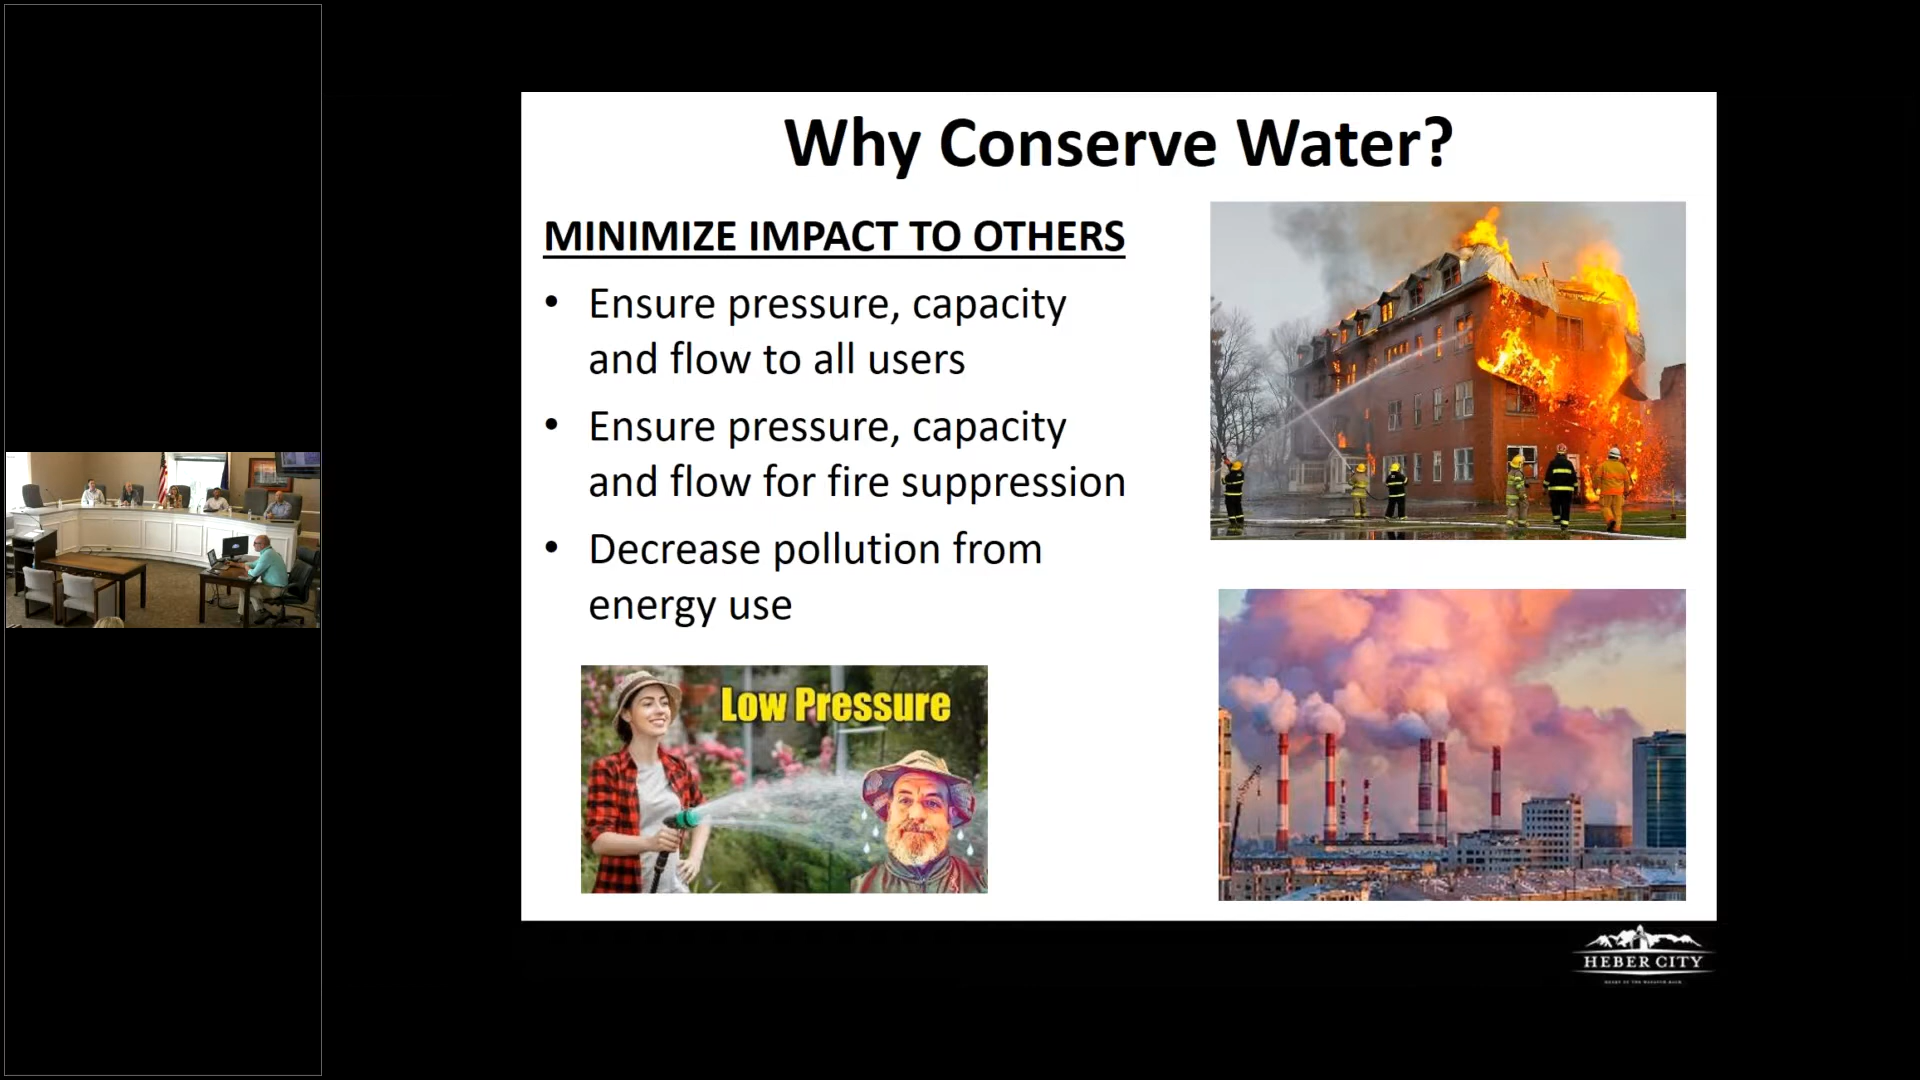 Why Conserve Water?
MINIMIZE IMPACT TO OTHERS
• Ensure pressure, capacity
and flow to all users
• Ensure pressure, capacity
and flow for fire suppression
• Decrease pollution from
energy use
Low Pressure
HEBER CITY